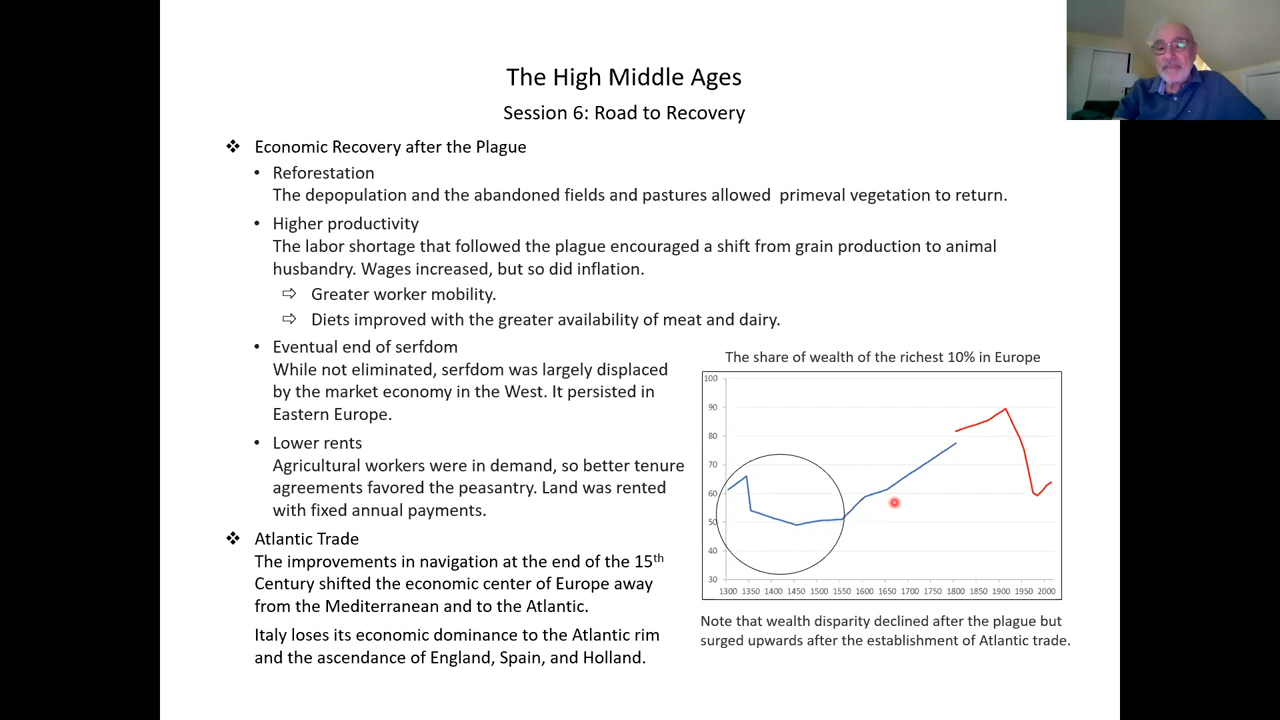 The High Middle Ages
Session 6: Road to Recovery
❖ Economic Recovery after the Plague
• Reforestation
The depopulation and the abandoned fields and pastures allowed primeval vegetation to return.
• Higher productivity
The labor shortage that followed the plague encouraged a shift from grain production to animal
husbandry. Wages increased, but so did inflation.
⇨ Greater worker mobility.
⇨ Diets improved with the greater availability of meat and dairy.
• Eventual end of serfdom
While not eliminated, serfdom was largely displaced
by the market economy in the West. It persisted in
Eastern Europe.
• Lower rents
Agricultural workers were in demand, so better tenure
agreements favored the peasantry. Land was rented
with fixed annual payments.
❖ Atlantic Trade
The improvements in navigation at the end of the 15th
Century shifted the economic center of Europe away
from the Mediterranean and to the Atlantic.
Italy loses its economic dominance to the Atlantic rim
and the ascendance of England, Spain, and Holland.
The share of wealth of the richest 10% in Europe
100
90
80
70
60
50
40
30
1300 1350 1400 1450 1500 1550 1600 1650 1700 1750 1800 1850 1900 1950 2000
Note that wealth disparity declined after the plague but
surged upwards after the establishment of Atlantic trade.